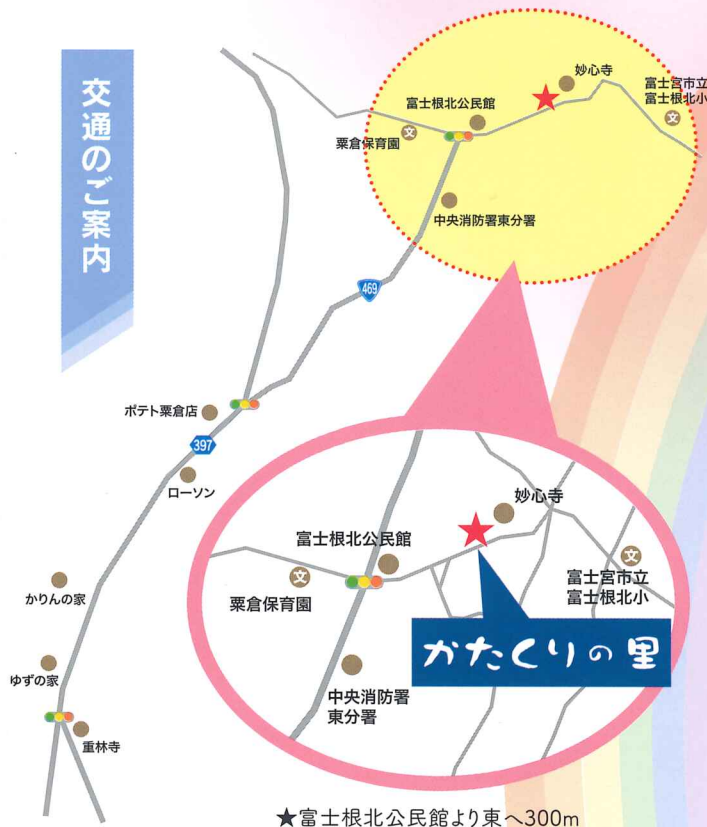 交通のご案内
妙心寺
富士宮市立
富士根北小
文
富士根北公民館
文
粟倉保育園
中央消防署東分署
469
ポテト粟倉店
397
ローソン
かりんの家
ゆずの家
重林寺
妙心寺
富士根北公民館
文
粟倉保育園
文
富士宮市立
富士根北小
かたくりの里
中央消防署
東分署
★富士根北公民館より東へ300m